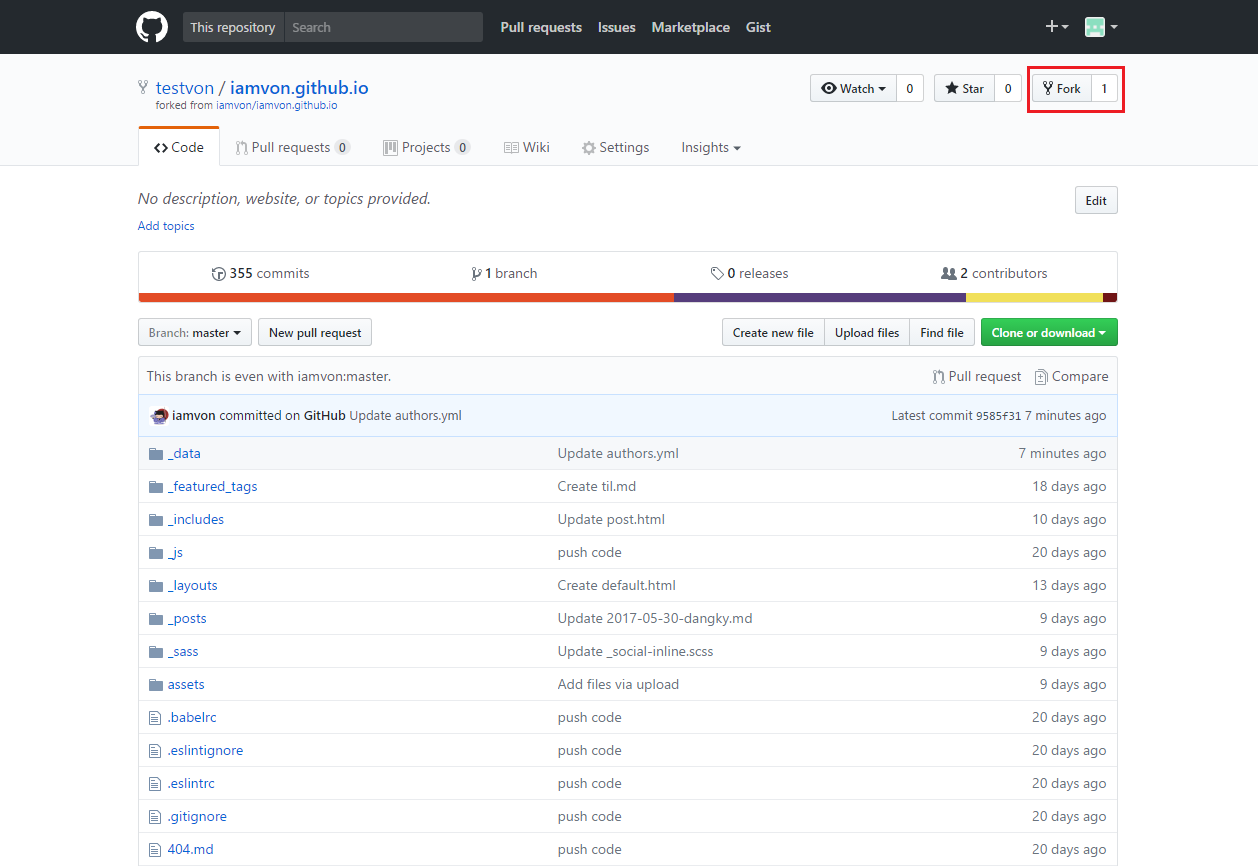 This repository Search Pull requests Issues Marketplace Gist
testvon / iamvon.github.io Watch 0 Star 0 Fork 1
forked from iamvon/iamvon.github.io
Code Pull requests 0 Projects 0 Wiki Settings Insights
No description, website, or topics provided. Edit
Add topics
355 commits 1 branch 0 releases 2 contributors
Branch: master New pull request Create new file Upload files Find file Clone or download
This branch is even with iamvon:master. Pull request Compare
iamvon committed on GitHub Update authors.yml Latest commit 9585f31 7 minutes ago
_data Update authors.yml 7 minutes ago
_featured_tags Create til.md 18 days ago
_includes Update post.html 10 days ago
_js push code 20 days ago
_layouts Create default.html 13 days ago
_posts Update 2017-05-30-dangky.md 9 days ago
_sass Update _social-inline.scss 9 days ago
assets Add files via upload 9 days ago
.babelrc push code 20 days ago
.eslintignore push code 20 days ago
.eslintrc push code 20 days ago
.gitignore push code 20 days ago
404.md push code 20 days ago